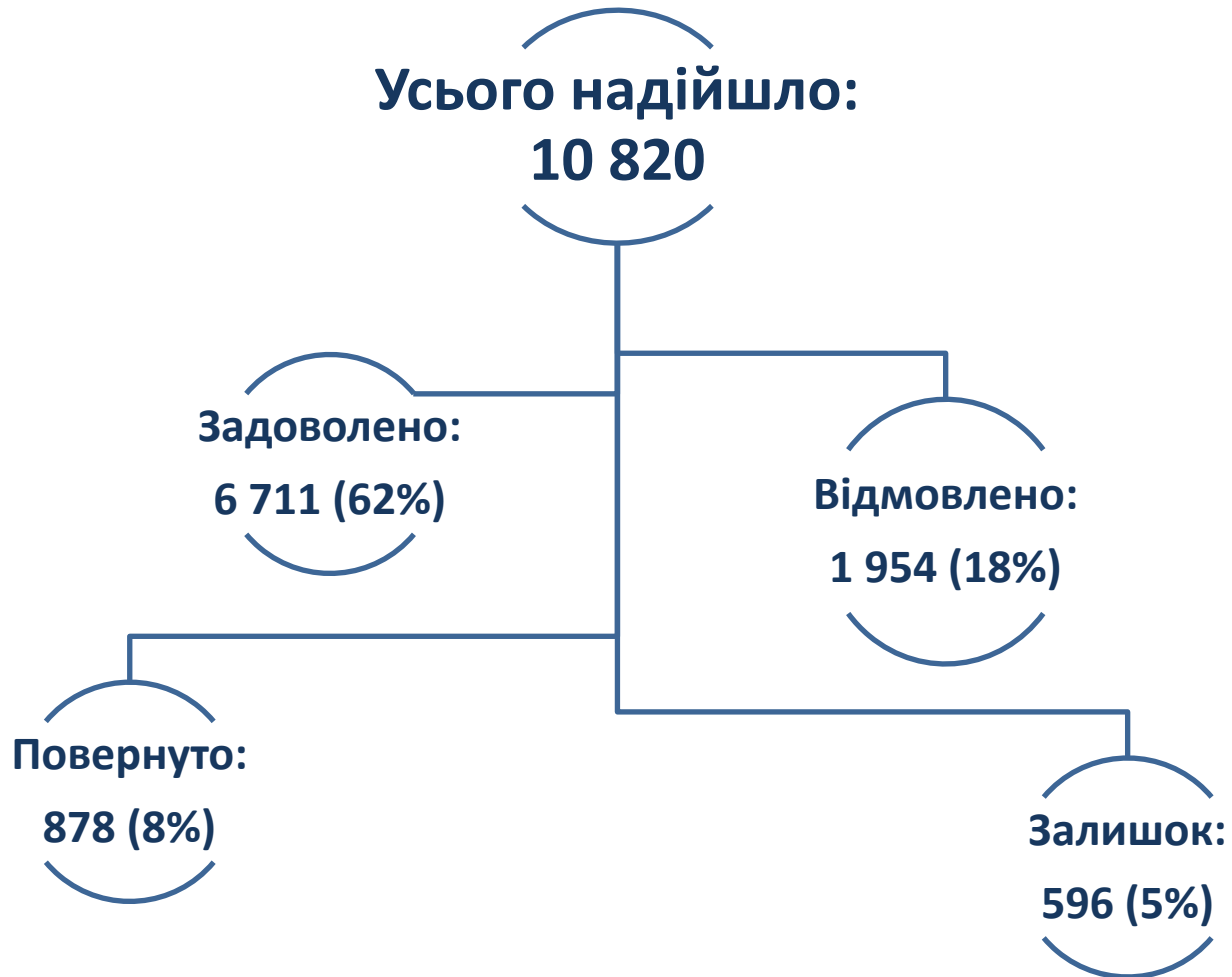 Усього надійшло:
10 820
Задоволено:
6 711 (62%)
Відмовлено:
1 954 (18%)
Повернуто:
878 (8%)
Залишок:
596 (5%)